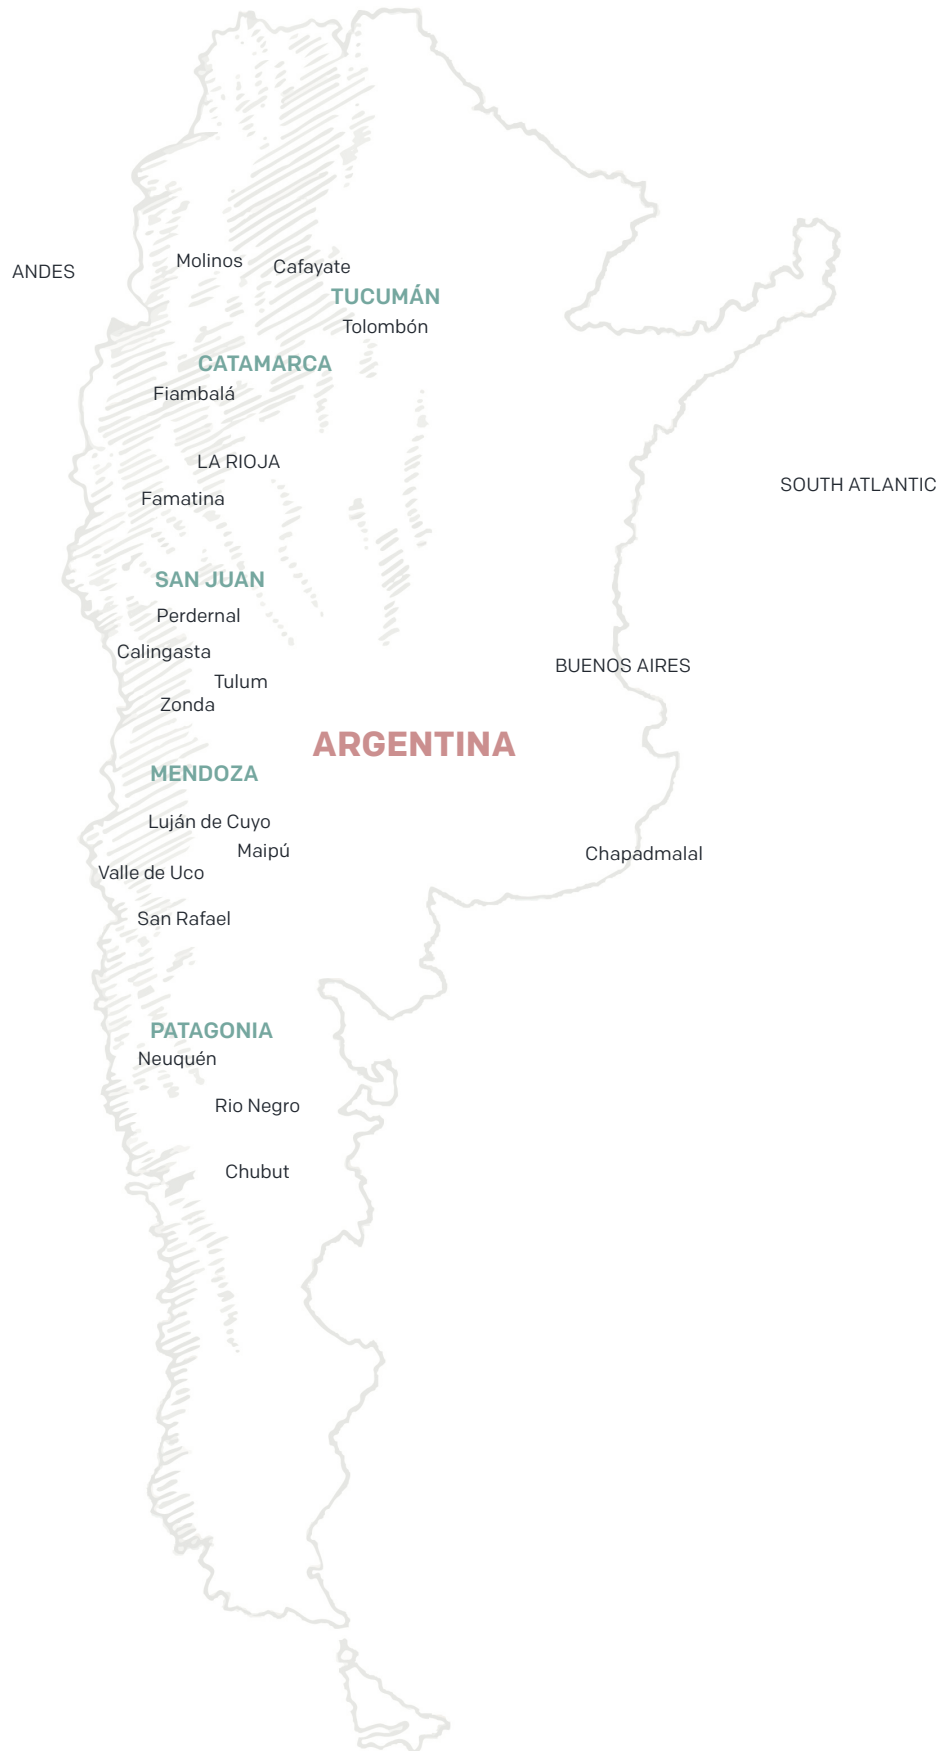 Molinos
Cafayate
ANDES
TUCUMÁN
Tolombón
CATAMARCA
Fiambalá
LA RIOJA
SOUTH ATLANTIC
Famatina
SAN JUAN
Perdernal
Calingasta
BUENOS AIRES
Tulum
Zonda
ARGENTINA
MENDOZA
Luján de Cuyo
Maipú
Chapadmalal
Valle de Uco
San Rafael
PATAGONIA
Neuquén
Rio Negro
Chubut